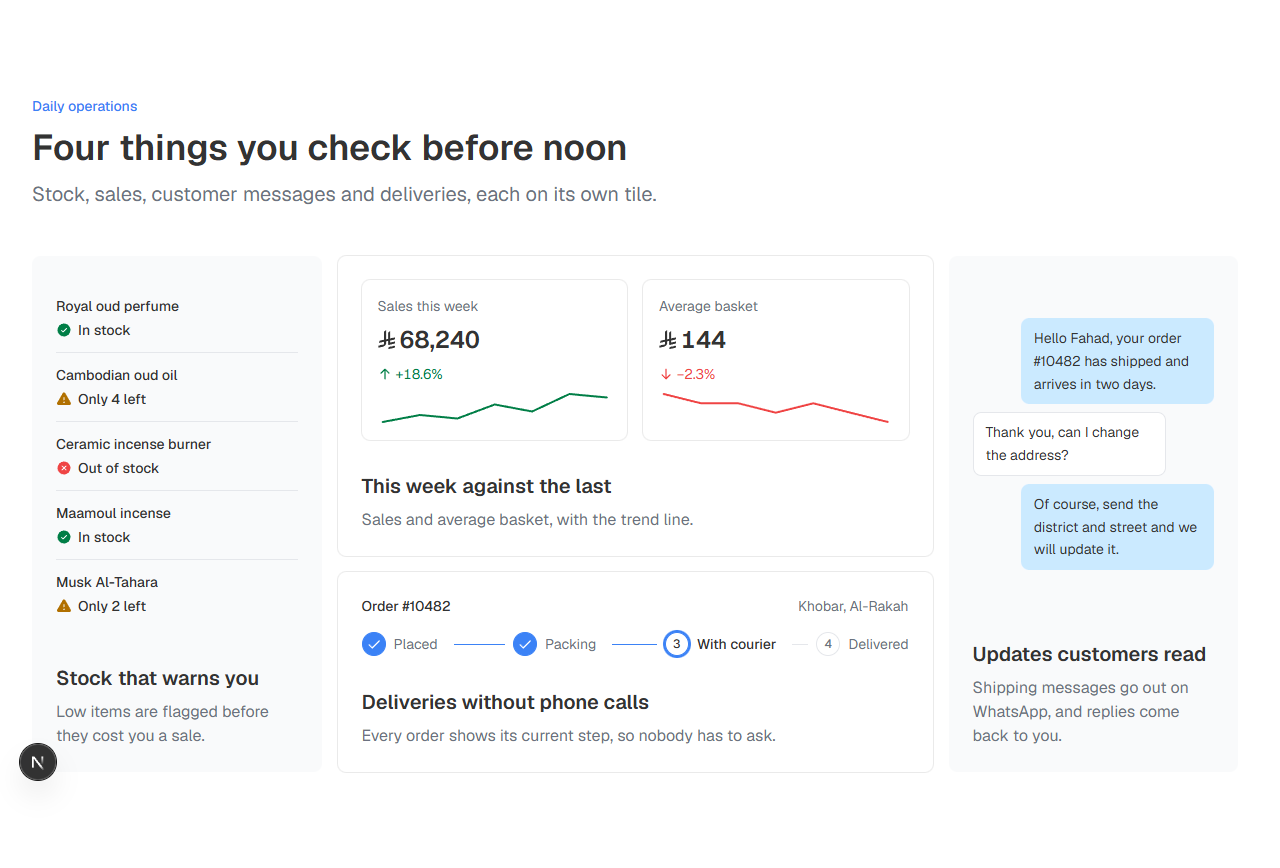 Daily operations
Four things you check before noon
Stock, sales, customer messages and deliveries, each on its own tile.
Royal oud perfume
In stock
Cambodian oud oil
Only 4 left
Ceramic incense burner
Out of stock
Maamoul incense
In stock
Musk Al-Tahara
Only 2 left
Stock that warns you
Low items are flagged before
they cost you a sale.
Sales this week
68,240
+18.6%
Average basket
144
−2.3%
This week against the last
Sales and average basket, with the trend line.
Order #10482
Khobar, Al-Rakah
Placed
Packing
3 With courier
4 Delivered
Deliveries without phone calls
Every order shows its current step, so nobody has to ask.
Hello Fahad, your order
#10482 has shipped and
arrives in two days.
Thank you, can I change
the address?
Of course, send the
district and street and we
will update it.
Updates customers read
Shipping messages go out on
WhatsApp, and replies come
back to you.
N